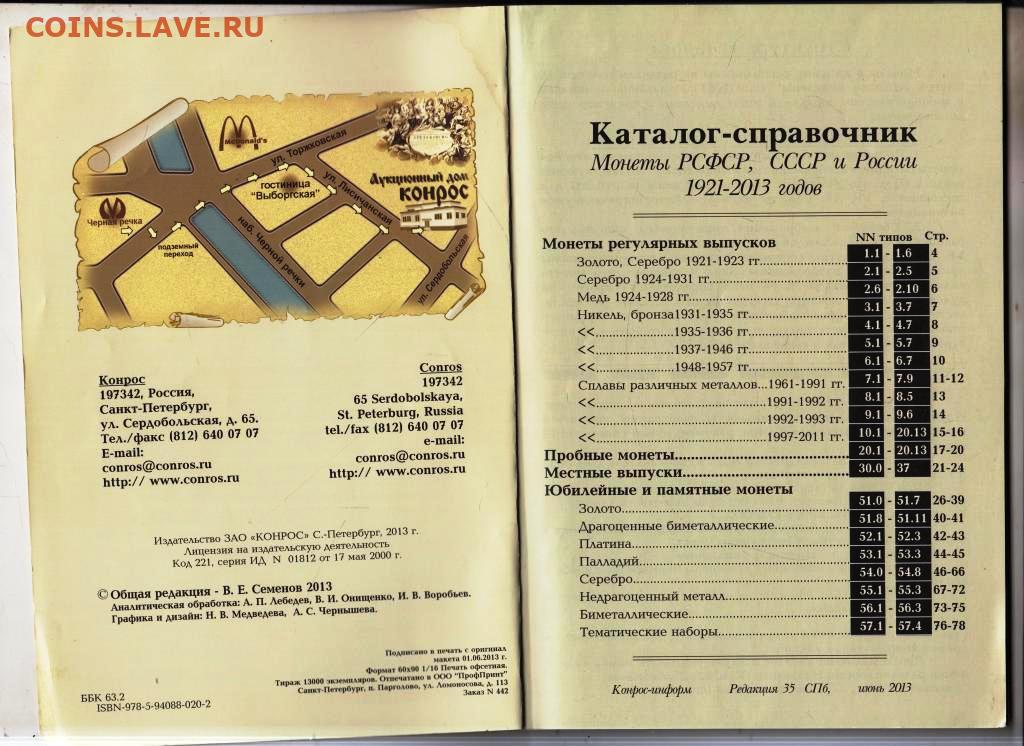 COINS.LAVE.RU
McDonald's
ул. Торжковская
гостиница
"Выборгская"
ул. Лисичанская
Аукционный дом
КОНРОС
Черная речка
подземный
переход
наб. Черной речки
ул. Сердобольская
Конрос
197342, Россия,
Санкт-Петербург,
ул. Сердобольская, д. 65.
Тел./факс (812) 640 07 07
E-mail:
conros@conros.ru
http:// www.conros.ru
Conros
197342
65 Serdobolskaya,
St. Peterburg, Russia
tel./fax (812) 640 07 07
e-mail:
conros@conros.ru
http:// www.conros.ru
Издательство ЗАО «КОНРОС» С.-Петербург, 2013 г.
Лицензия на издательскую деятельность
Код 221, серия ИД N 01812 от 17 мая 2000 г.
© Общая редакция - В. Е. Семенов 2013
Аналитическая обработка: А. П. Лебедев, В. И. Онищенко, И. В. Воробьев.
Графика и дизайн: Н. В. Медведева, А. С. Чернышева.
Подписано в печать с оригинал
макета 01.06.2013 г.
Формат 60х90 1/16 Печать офсетная.
Тираж 13000 экземпляров. Отпечатано в ООО "ПрофПринт"
Санкт-Петербург, п. Парголово, ул. Ломоносова, д. 113
Заказ N 442
ББК 63.2
ISBN-978-5-94088-020-2
Каталог-справочник
Монеты РСФСР, СССР и России
1921-2013 годов
NN типов Стр.
Монеты регулярных выпусков
Золото, Серебро 1921-1923 гг. 1.1 - 1.6 4
Серебро 1924-1931 гг. 2.1 - 2.5 5
Медь 1924-1928 гг. 2.6 - 2.10 6
Никель, бронза1931-1935 гг. 3.1 - 3.7 7
<< 1935-1936 гг. 4.1 - 4.7 8
<< 1937-1946 гг. 5.1 - 5.7 9
<< 1948-1957 гг. 6.1 - 6.7 10
Сплавы различных металлов...1961-1991 гг. 7.1 - 7.9 11-12
<< 1991-1992 гг. 8.1 - 8.5 13
<< 1992-1993 гг. 9.1 - 9.6 14
<< 1997-2011 гг. 10.1 - 20.13 15-16
Пробные монеты 20.1 - 20.13 17-20
Местные выпуски 30.0 - 37 21-24
Юбилейные и памятные монеты
Золото 51.0 - 51.7 26-39
Драгоценные биметаллические 51.8 - 51.11 40-41
Платина 52.1 - 52.3 42-43
Палладий 53.1 - 53.3 44-45
Серебро 54.0 - 54.8 46-66
Недрагоценный металл 55.1 - 55.3 67-72
Биметаллические 56.1 - 56.3 73-75
Тематические наборы 57.1 - 57.4 76-78
Конрос-информ Редакция 35 СПб, июнь 2013